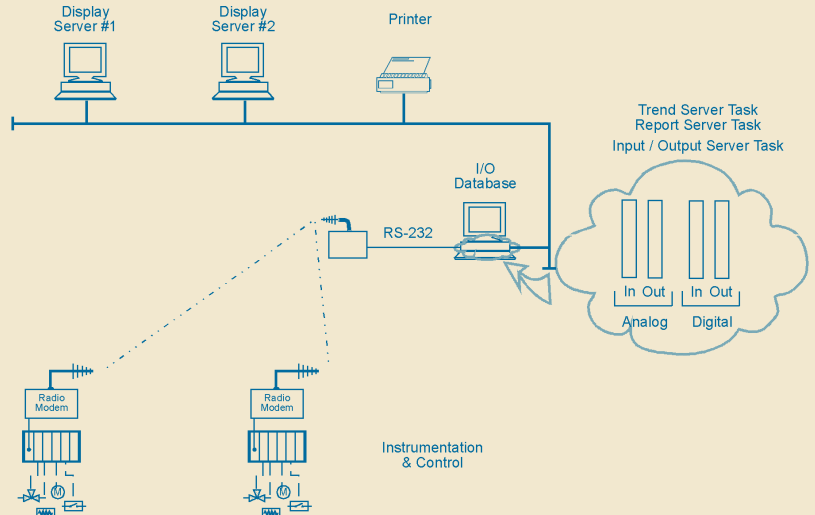 Display
Server #1
Display
Server #2
Printer
Trend Server Task
Report Server Task
Input / Output Server Task
I/O
Database
RS-232
In Out
In Out
Analog
Digital
Radio
Modem
Radio
Modem
Instrumentation
& Control
M
M